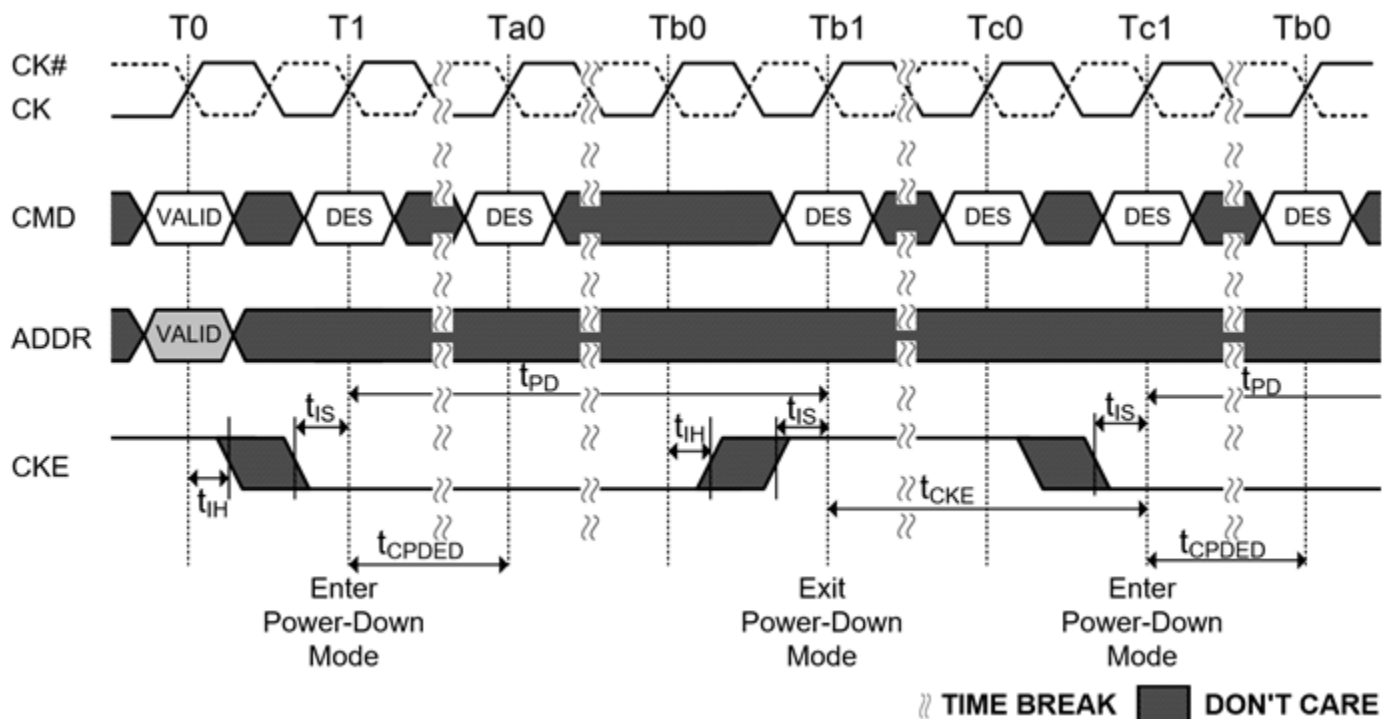 T0 T1 Ta0 Tb0 Tb1 Tc0 Tc1 Tb0
CK#
CK
CMD VALID DES DES DES DES DES DES
ADDR VALID
tPD tPD
tIS tIH tIS tIS
CKE
tIH tCKE
tCPDED tCPDED
Enter Power-Down Mode
Exit Power-Down Mode
Enter Power-Down Mode
TIME BREAK DON'T CARE